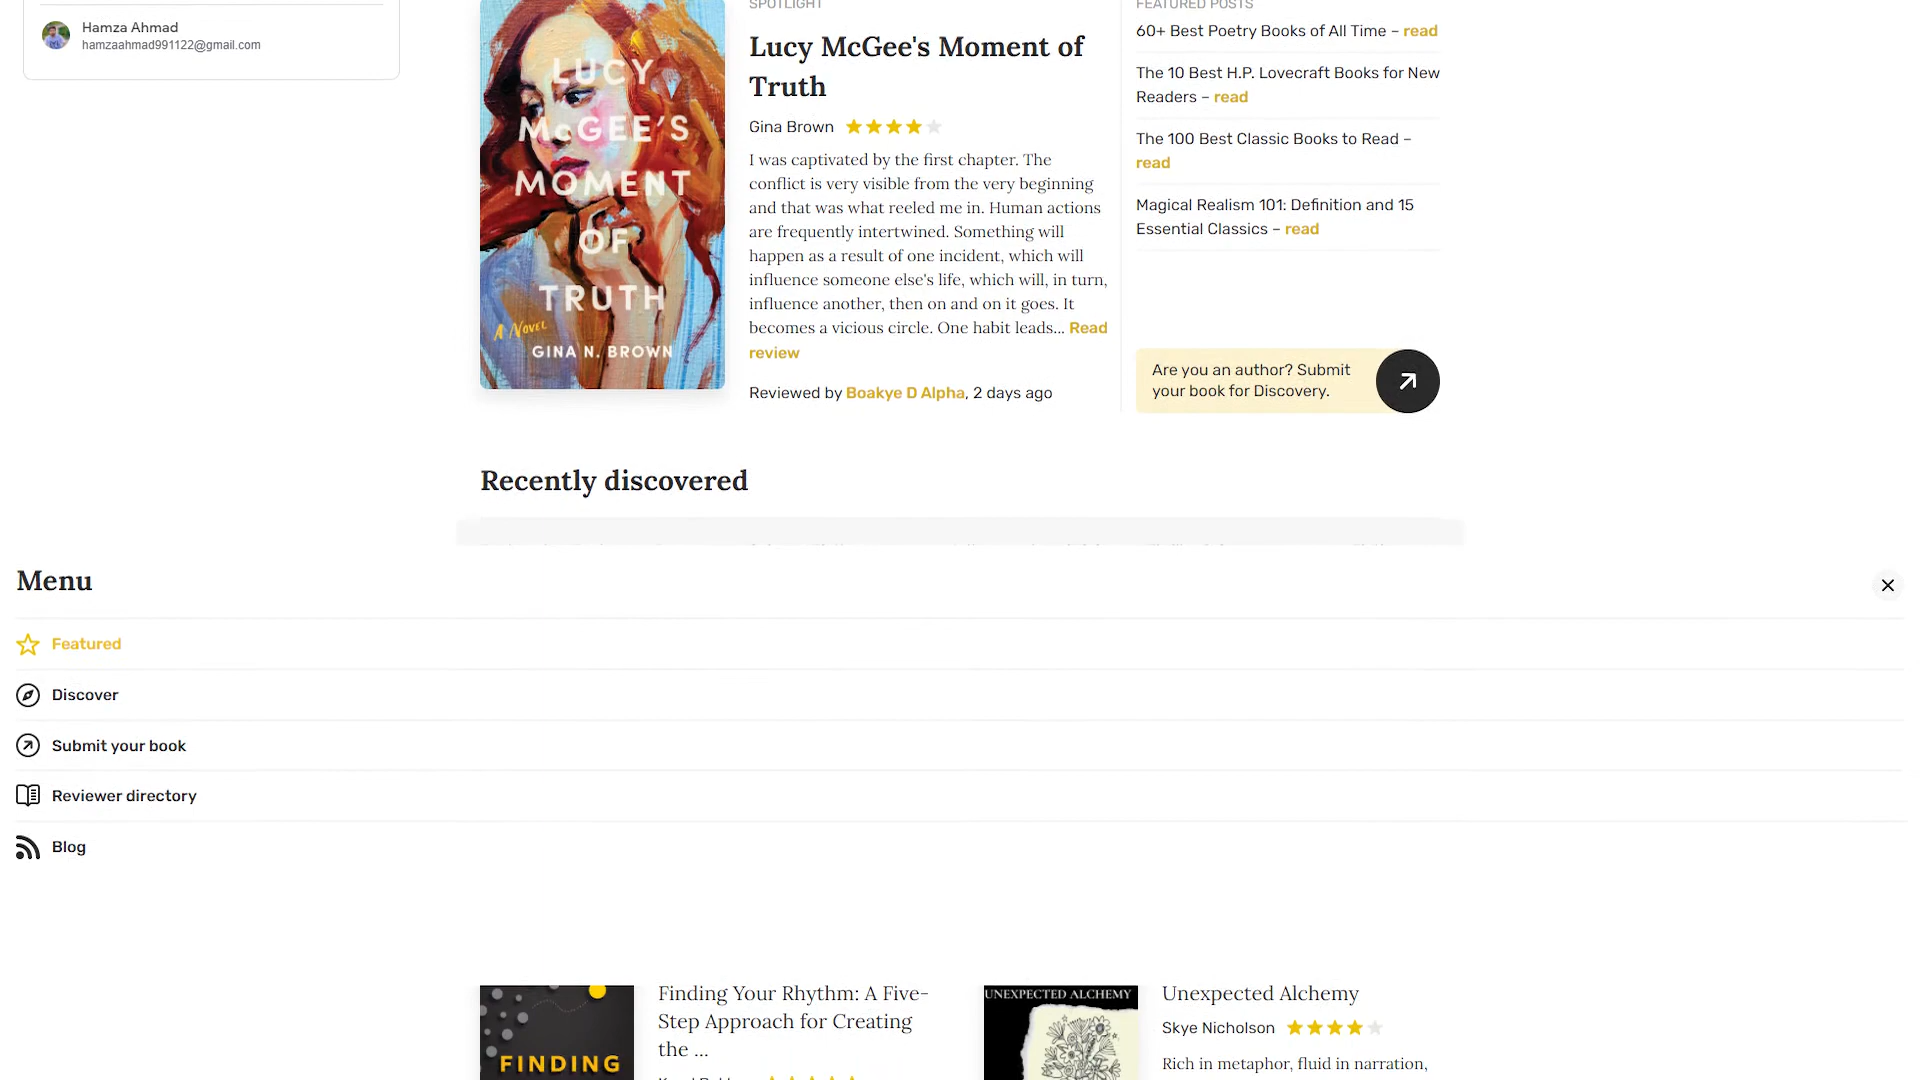 Hamza Ahmad
hamzaahmad991122@gmail.com
LUCY
McGEE'S
MOMENT
OF
TRUTH
A NOVEL
GINA N. BROWN
SPOTLIGHT
Lucy McGee's Moment of
Truth
Gina Brown
I was captivated by the first chapter. The
conflict is very visible from the very beginning
and that was what reeled me in. Human actions
are frequently intertwined. Something will
happen as a result of one incident, which will
influence someone else's life, which will, in turn,
influence another, then on and on it goes. It
becomes a vicious circle. One habit leads... Read
review
Reviewed by Boakye D Alpha, 2 days ago
FEATURED POSTS
60+ Best Poetry Books of All Time – read
The 10 Best H.P. Lovecraft Books for New
Readers – read
The 100 Best Classic Books to Read –
read
Magical Realism 101: Definition and 15
Essential Classics – read
Are you an author? Submit
your book for Discovery.
Recently discovered
Menu
Featured
Discover
Submit your book
Reviewer directory
Blog
FINDING
Finding Your Rhythm: A Five-
Step Approach for Creating
the ...
UNEXPECTED ALCHEMY
Unexpected Alchemy
Skye Nicholson
Rich in metaphor, fluid in narration,